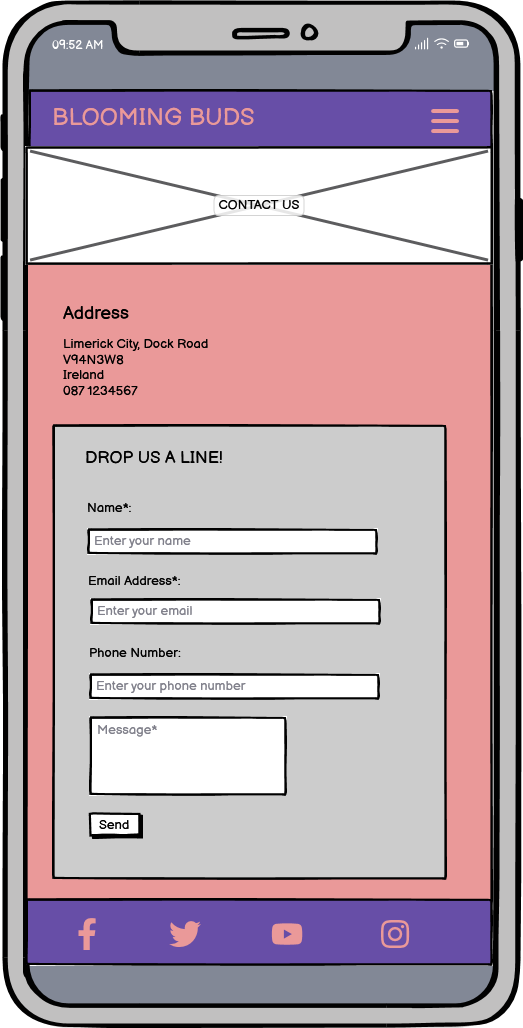 09:52 AM
BLOOMING BUDS
CONTACT US
Address
Limerick City, Dock Road
V94N3W8
Ireland
087 1234567
DROP US A LINE!
Name*:
Enter your name
Email Address*:
Enter your email
Phone Number:
Enter your phone number
Message*
Send